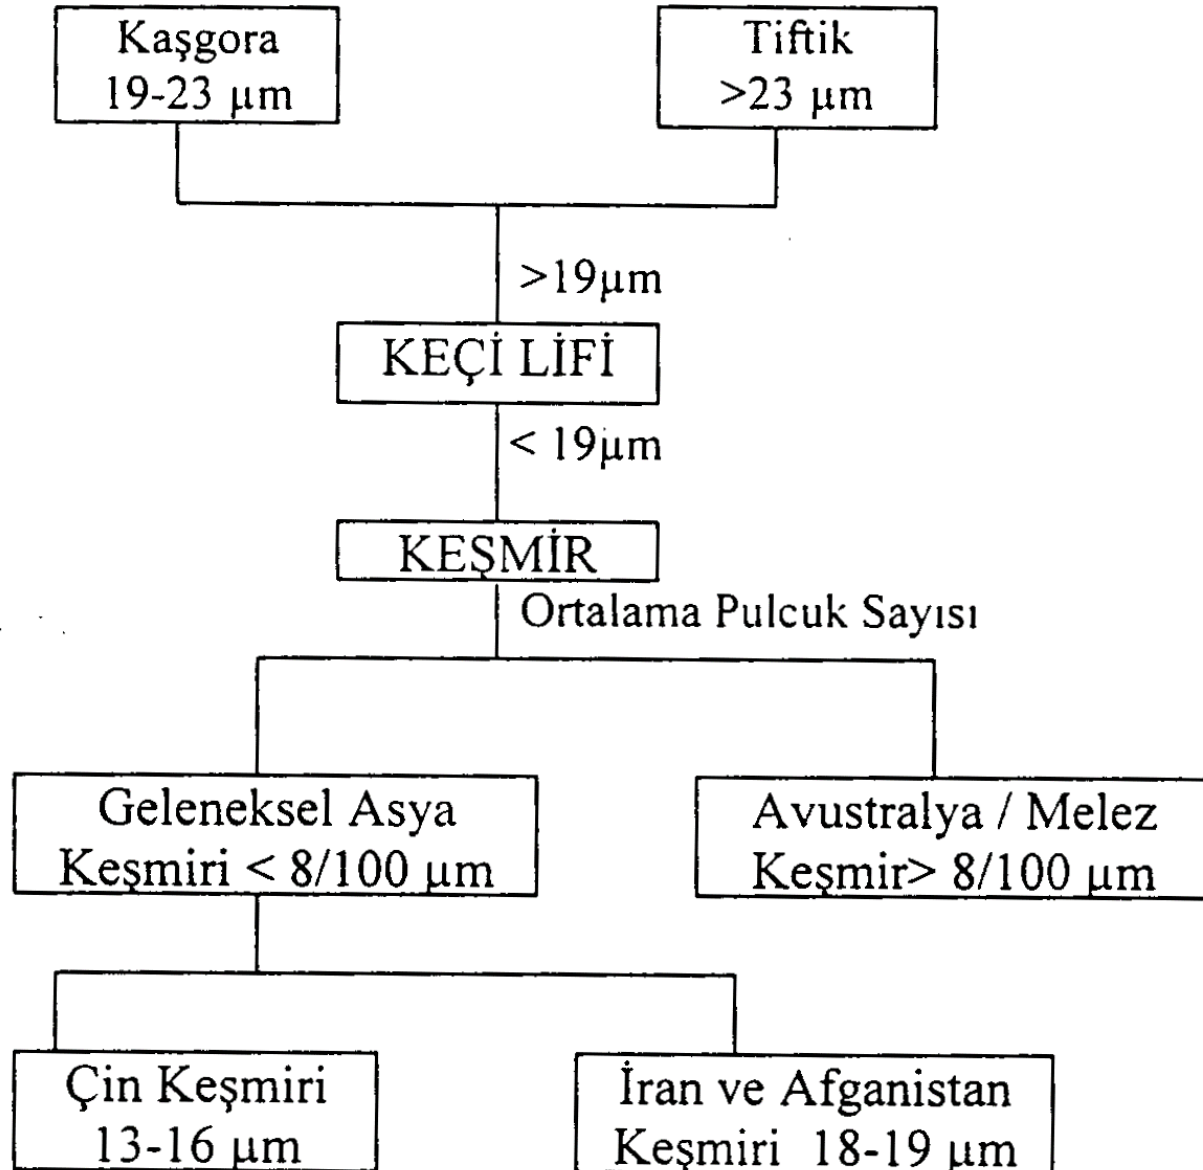 Kaşgora
19-23 µm
Tiftik
>23 µm
>19µm
KEÇİ LİFİ
< 19µm
KEŞMİR
Ortalama Pulcuk Sayısı
Geleneksel Asya
Keşmiri < 8/100 µm
Avustralya / Melez
Keşmir> 8/100 µm
Çin Keşmiri
13-16 µm
İran ve Afganistan
Keşmiri 18-19 µm